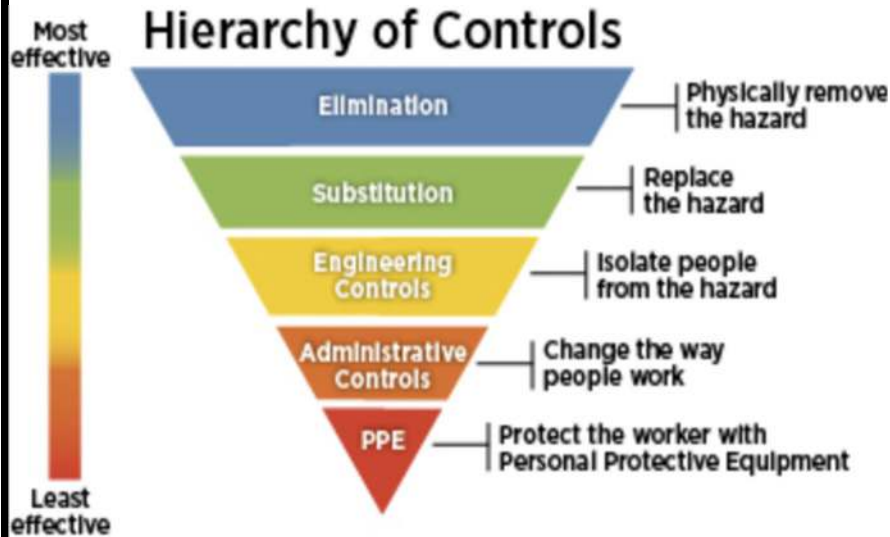 Hierarchy of Controls
Most
effective
Elimination
Physically remove
the hazard
Substitution
Replace
the hazard
Engineering
Controls
Isolate people
from the hazard
Administrative
Controls
Change the way
people work
PPE
Protect the worker with
Personal Protective Equipment
Least
effective